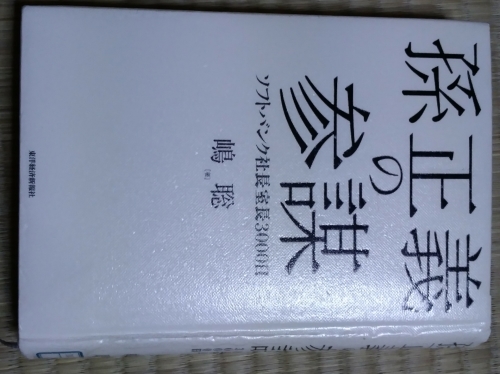 孫正義の
参謀
ソフトバンク社長室長3000日
嶋 聡 [著]
東洋経済新報社